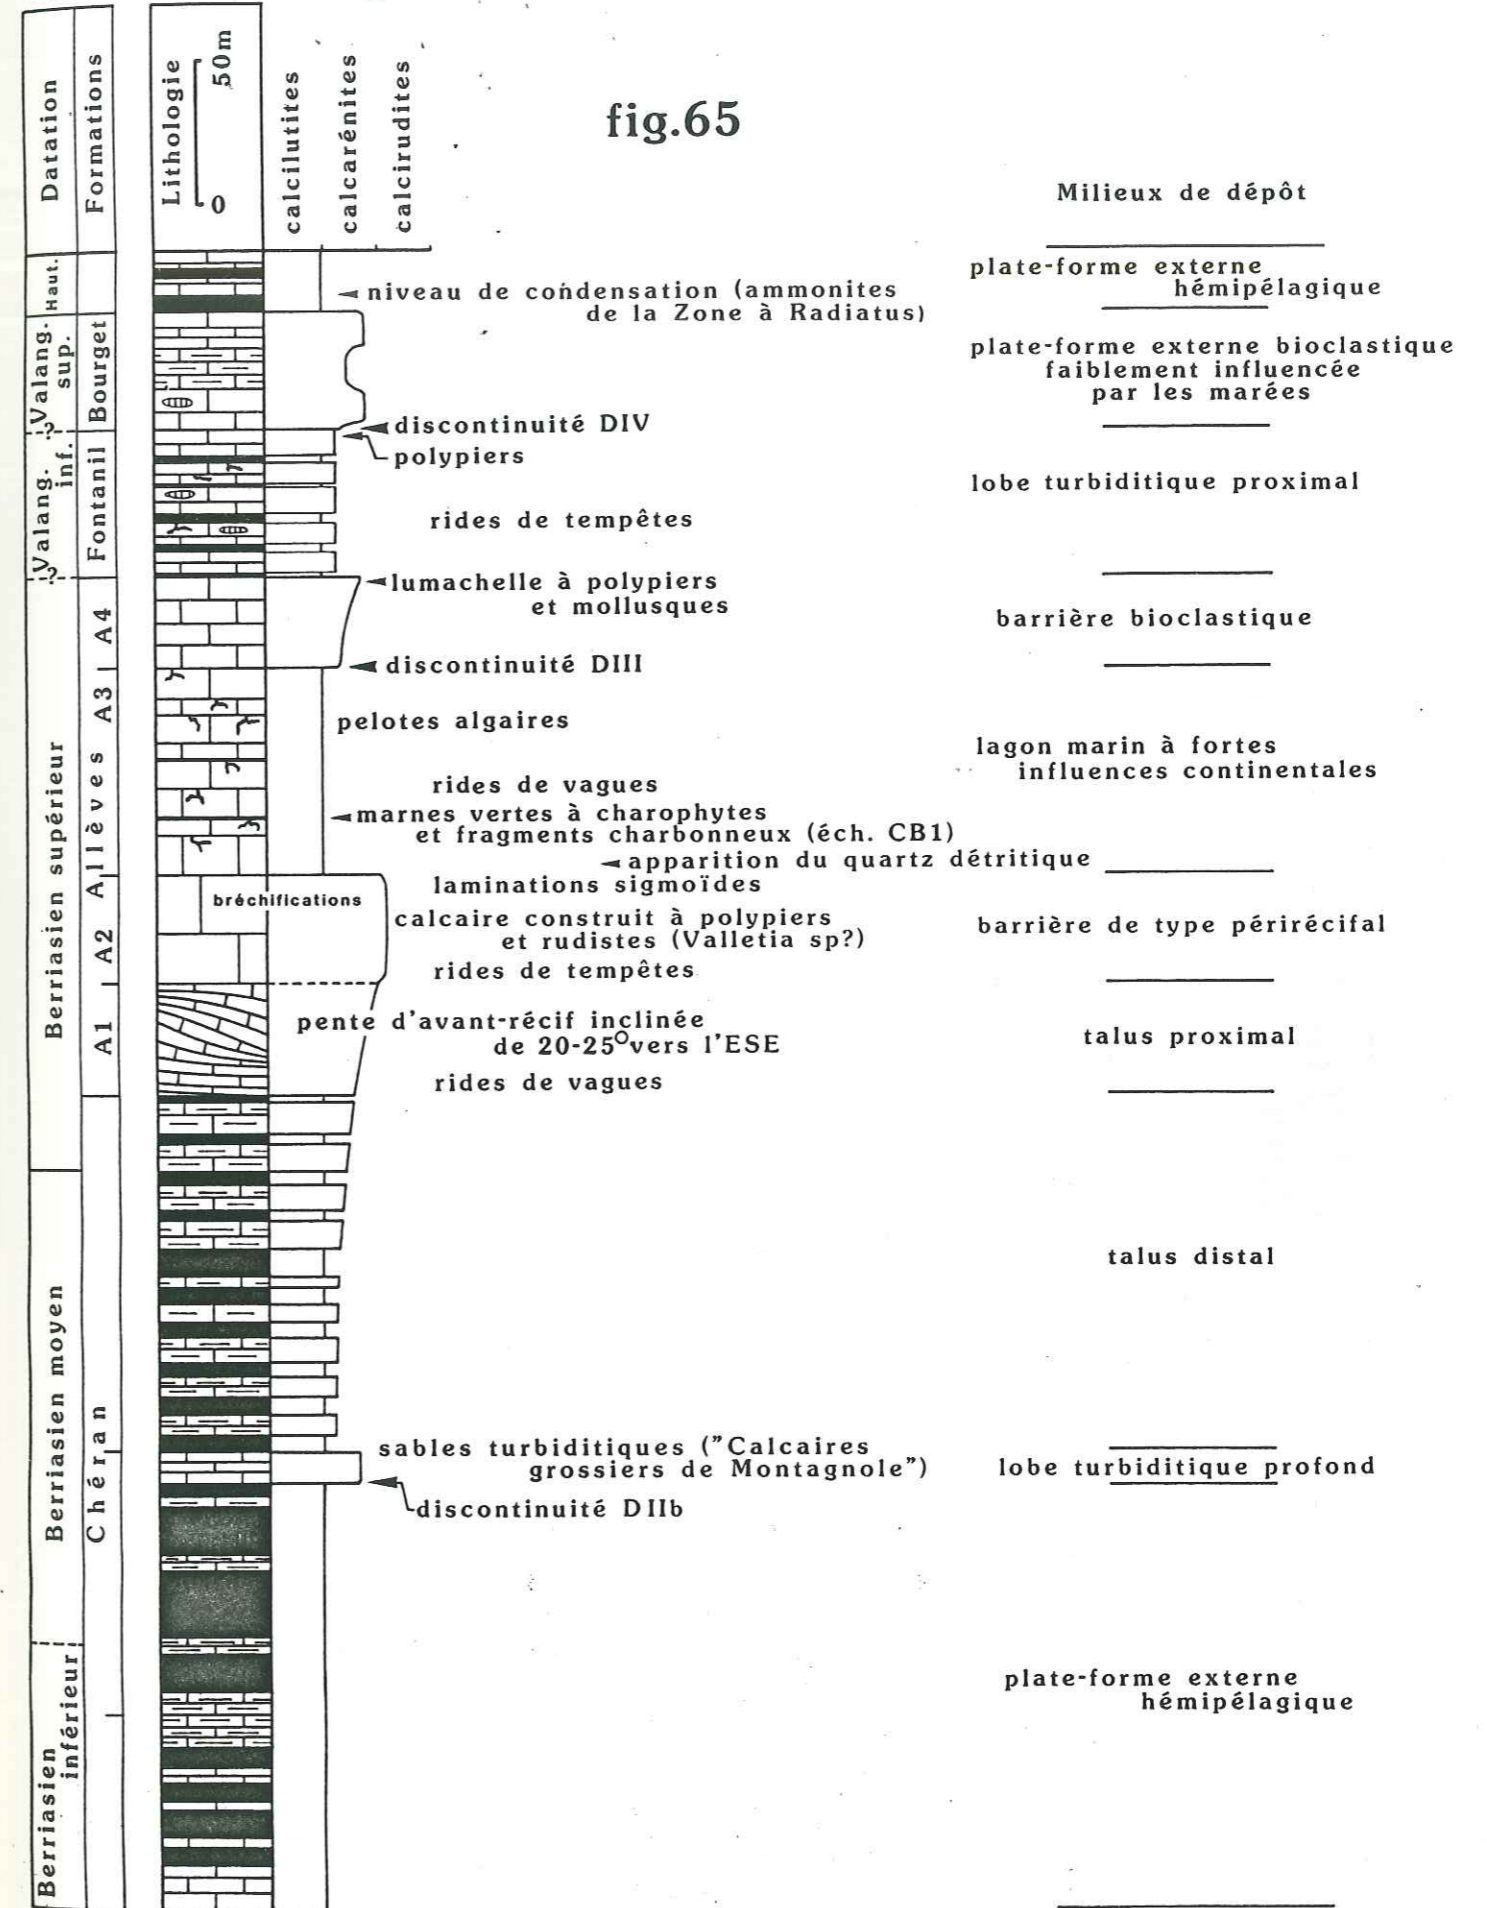 fig.65
Datation
Formations
Lithologie
50m
0
calcilutites
calcarénites
calcirudites
Milieux de dépôt
Haut.
plate-forme externe
hémipélagique
niveau de condensation (ammonites
de la Zone à Radiatus)
Valang.
sup.
Bourget
plate-forme externe bioclastique
faiblement influencée
par les marées
discontinuité DIV
polypiers
?
Valang.
inf.
Fontanil
lobe turbiditique proximal
rides de tempêtes
?
lumachelle à polypiers
et mollusques
barrière bioclastique
discontinuité DIII
Berriasien supérieur
Allèves
A4
A3
A2
A1
pelotes algaires
lagon marin à fortes
influences continentales
rides de vagues
marnes vertes à charophytes
et fragments charbonneux (éch. CB1)
apparition du quartz détritique
laminations sigmoïdes
bréchifications
calcaire construit à polypiers
et rudistes (Valletia sp?)
barrière de type périrécifal
rides de tempêtes
pente d'avant-récif inclinée
de 20-25° vers l'ESE
talus proximal
rides de vagues
Berriasien moyen
Chéran
talus distal
sables turbiditiques ("Calcaires
grossiers de Montagnole")
lobe turbiditique profond
discontinuité DIIb
Berriasien
inférieur
plate-forme externe
hémipélagique